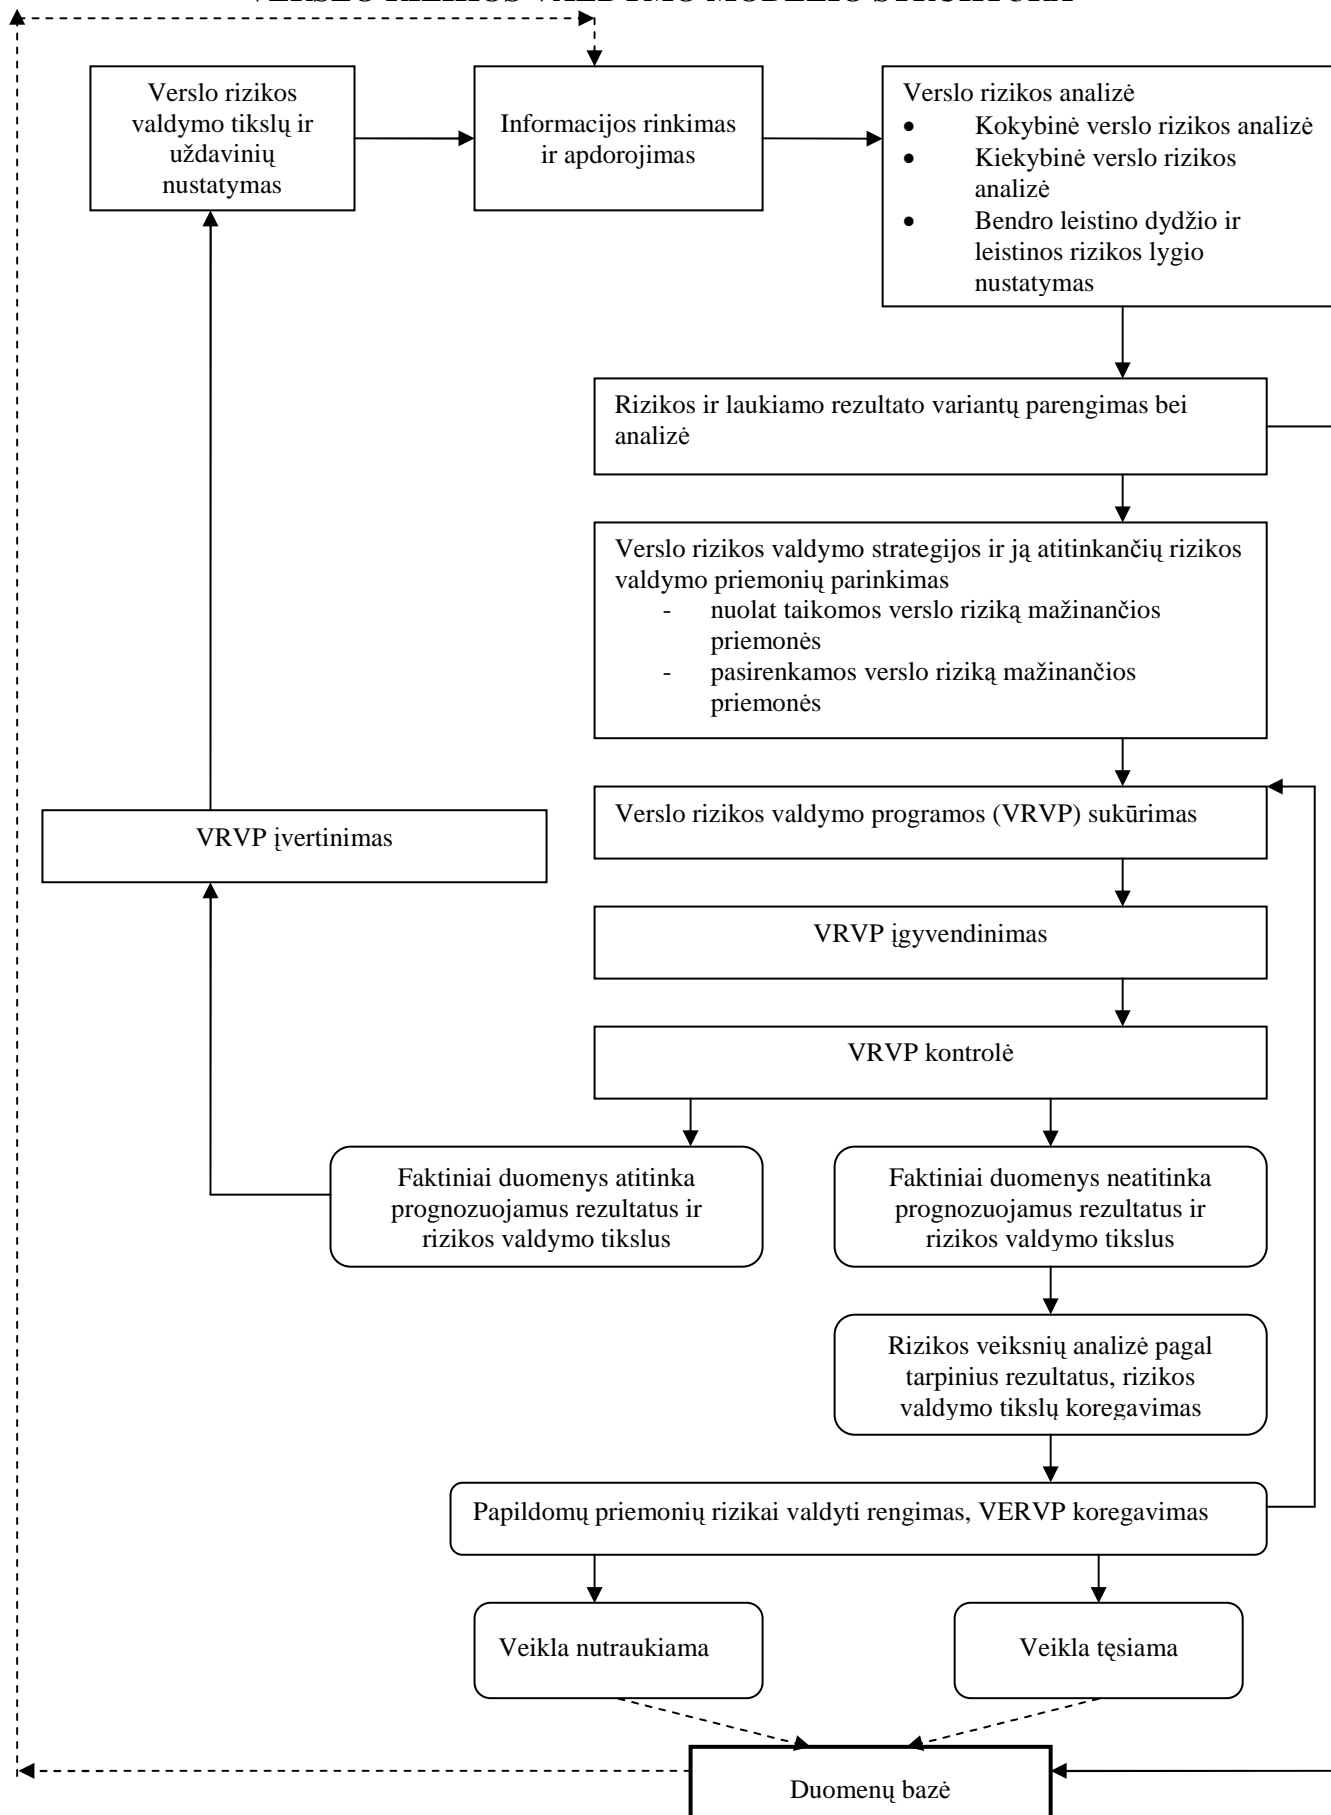 VERSLO RIZIKOS VALDYMO MODELIO STRUKTŪRA
Verslo rizikos
valdymo tikslų ir
uždavinių
nustatymas
Informacijos rinkimas
ir apdorojimas
Verslo rizikos analizė
• Kokybinė verslo rizikos analizė
• Kiekybinė verslo rizikos
analizė
• Bendro leistino dydžio ir
leistinos rizikos lygio
nustatymas
Rizikos ir laukiamo rezultato variantų parengimas bei
analizė
Verslo rizikos valdymo strategijos ir ją atitinkančių rizikos
valdymo priemonių parinkimas
- nuolat taikomos verslo riziką mažinančios
priemonės
- pasirenkamos verslo riziką mažinančios
priemonės
Verslo rizikos valdymo programos (VRVP) sukūrimas
VRVP įvertinimas
VRVP įgyvendinimas
VRVP kontrolė
Faktiniai duomenys atitinka
prognozuojamus rezultatus ir
rizikos valdymo tikslus
Faktiniai duomenys neatitinka
prognozuojamus rezultatus ir
rizikos valdymo tikslus
Rizikos veiksnių analizė pagal
tarpinius rezultatus, rizikos
valdymo tikslų koregavimas
Papildomų priemonių rizikai valdyti rengimas, VERVP koregavimas
Veikla nutraukiama
Veikla tęsiama
Duomenų bazė